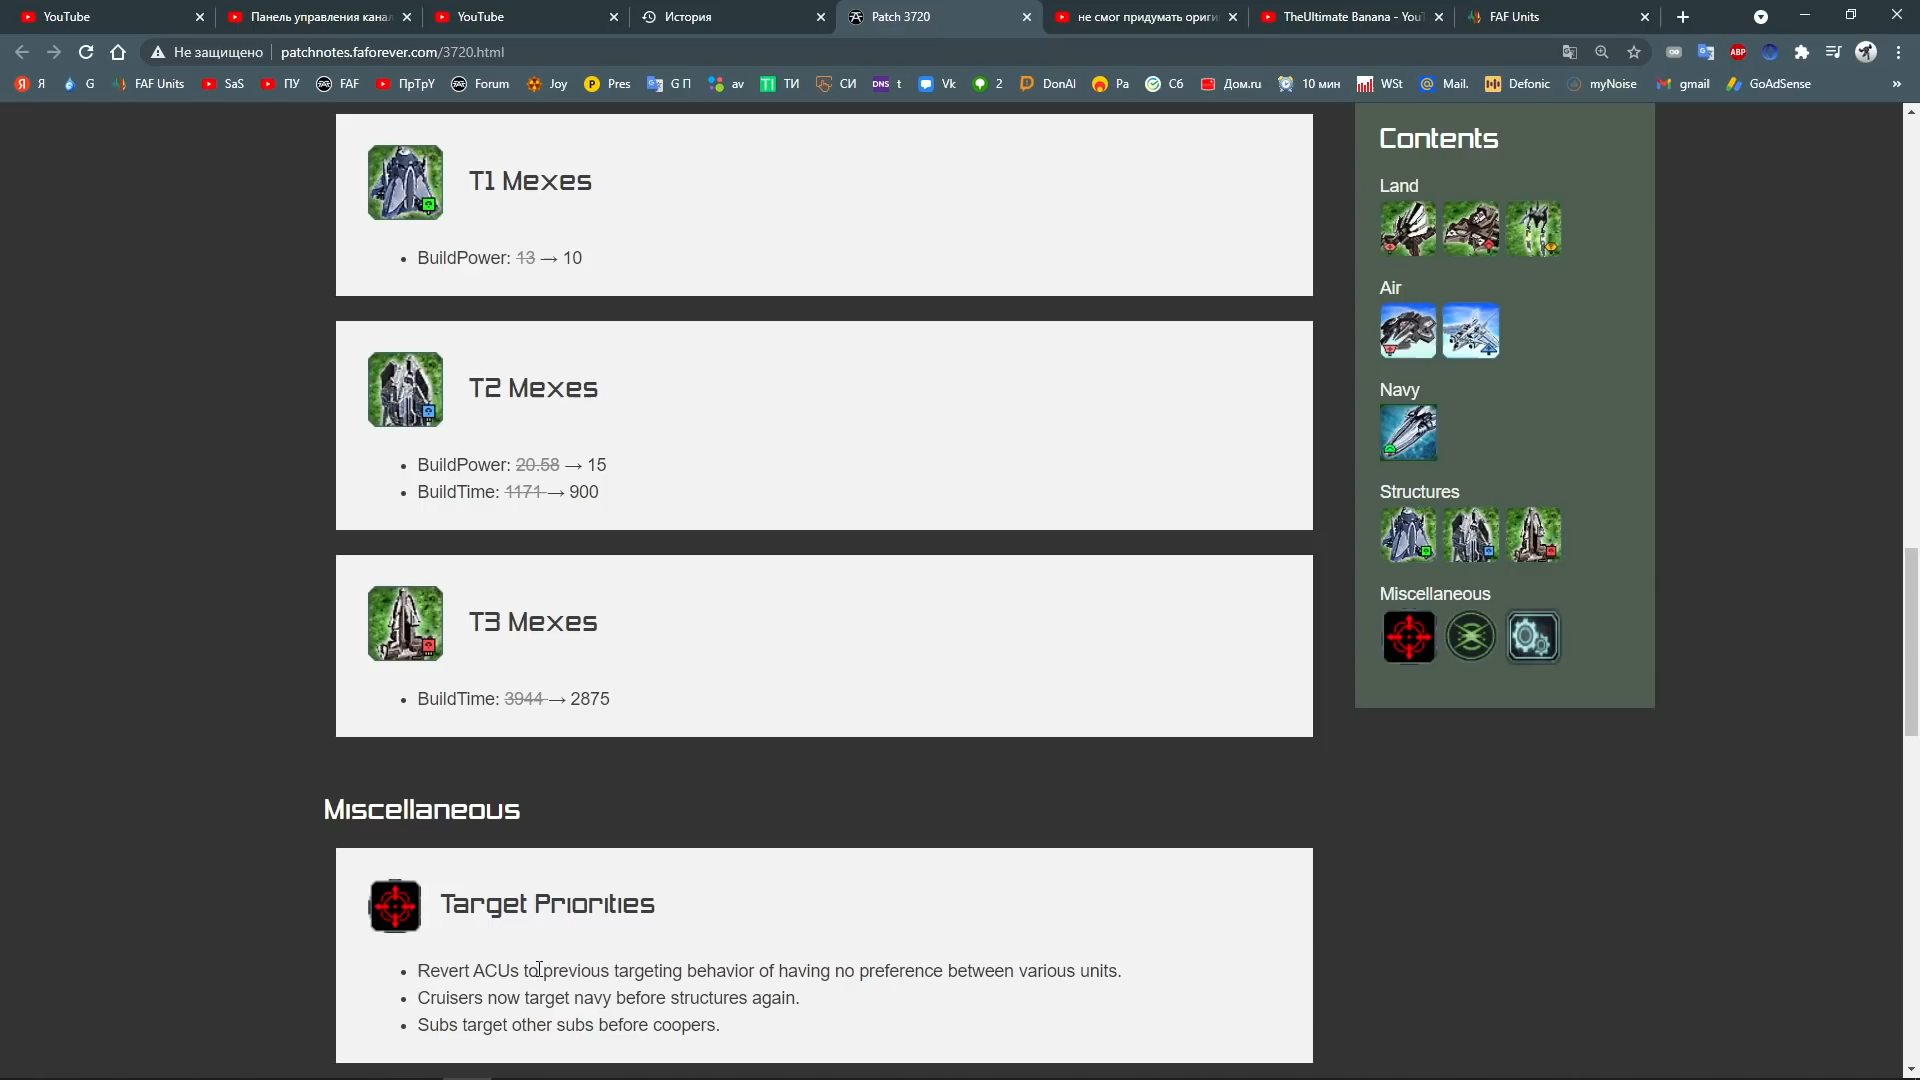 YouTube
Панель управления канал
YouTube
История
Patch 3720
не смог придумать ориги
TheUltimate Banana - You
FAF Units
Не защищено
patchnotes.faforever.com/3720.html
Я
G
FAF Units
SaS
ПУ
FAF
ПрТрУ
Forum
Joy
Pres
G П
av
ТИ
СИ
t
Vk
2
DonAl
Ра
Сб
Дом.ru
10 мин
WSt
Mail.
Defonic
myNoise
gmail
GoAdSense
T1 Mexes
• BuildPower: 13 → 10
T2 Mexes
• BuildPower: 20.58 → 15
• BuildTime: 1171 → 900
T3 Mexes
• BuildTime: 3944 → 2875
Miscellaneous
Target Priorities
• Revert ACUs to previous targeting behavior of having no preference between various units.
• Cruisers now target navy before structures again.
• Subs target other subs before coopers.
Contents
Land
Air
Navy
Structures
Miscellaneous